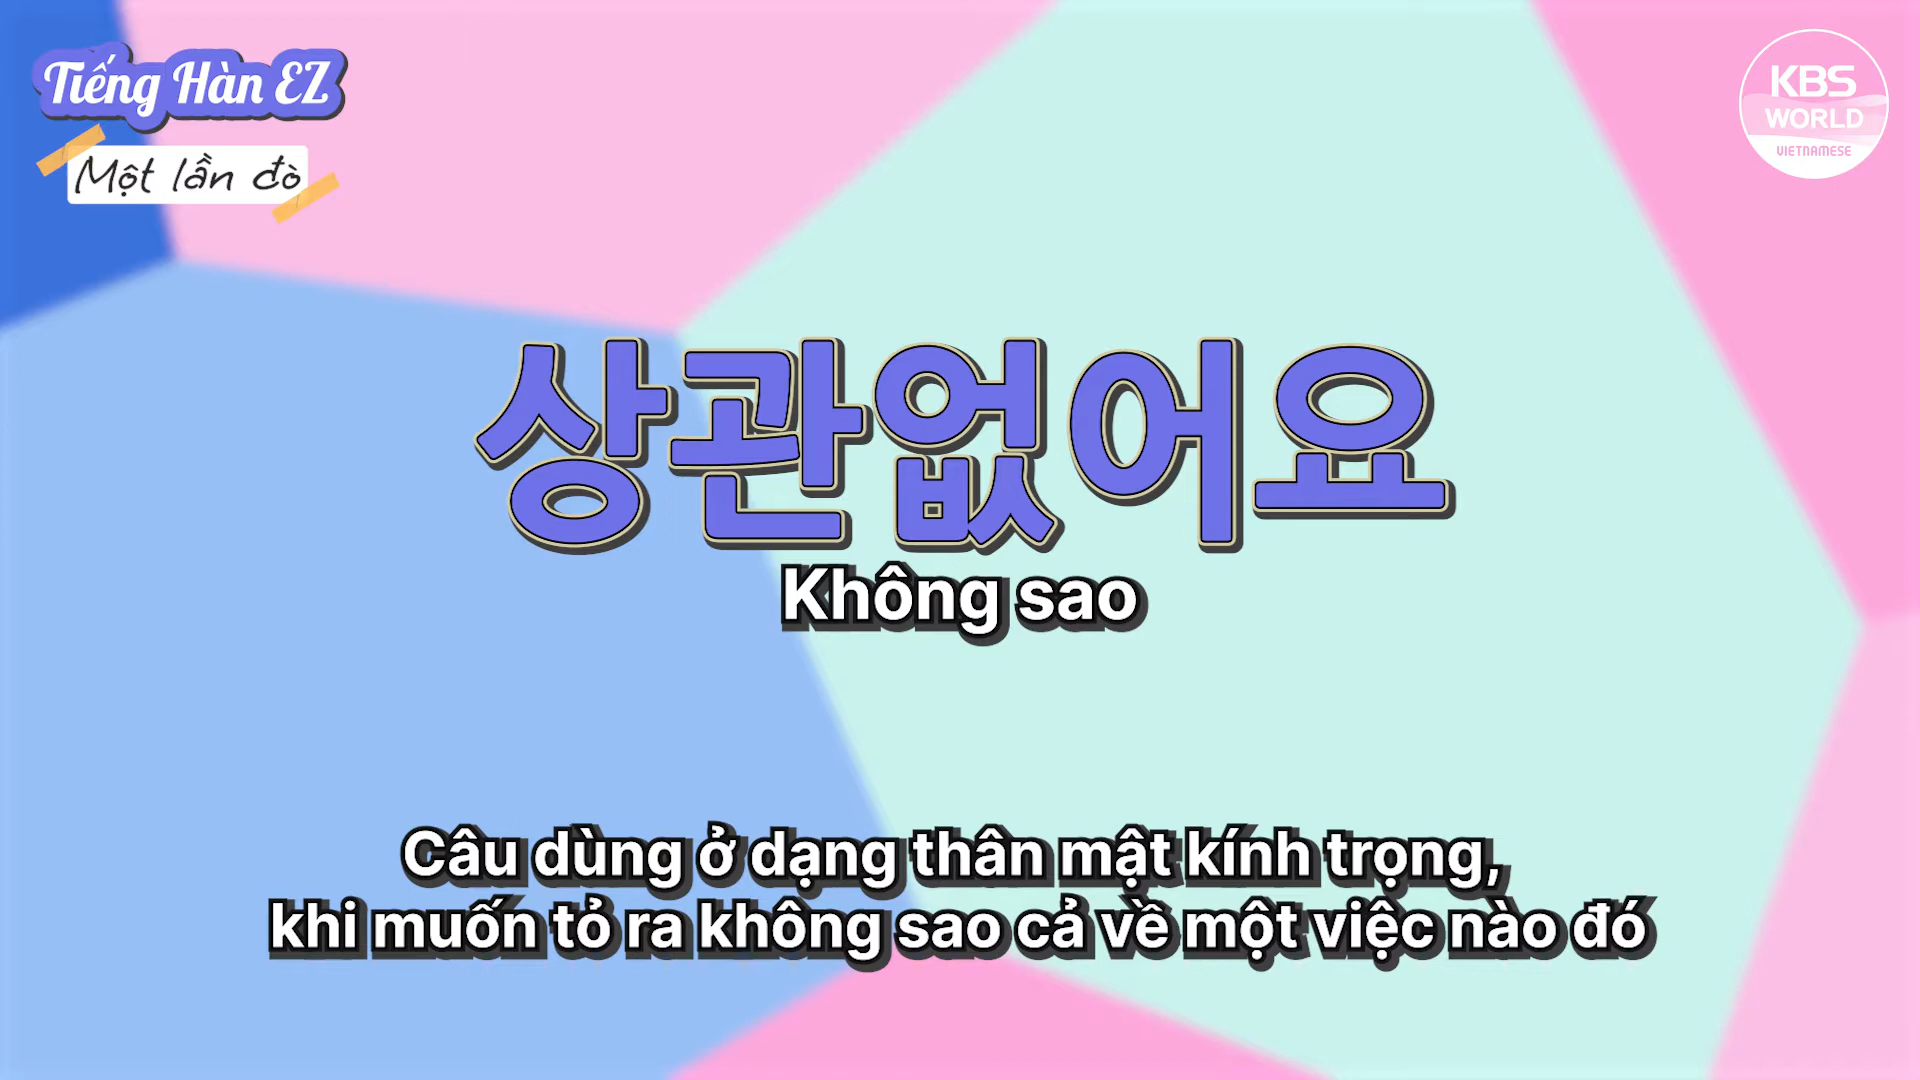 Tiếng Hàn EZ
Một lần đò
KBS
WORLD
VIETNAMESE
상관없어요
Không sao
Câu dùng ở dạng thân mật kính trọng,
khi muốn tỏ ra không sao cả về một việc nào đó